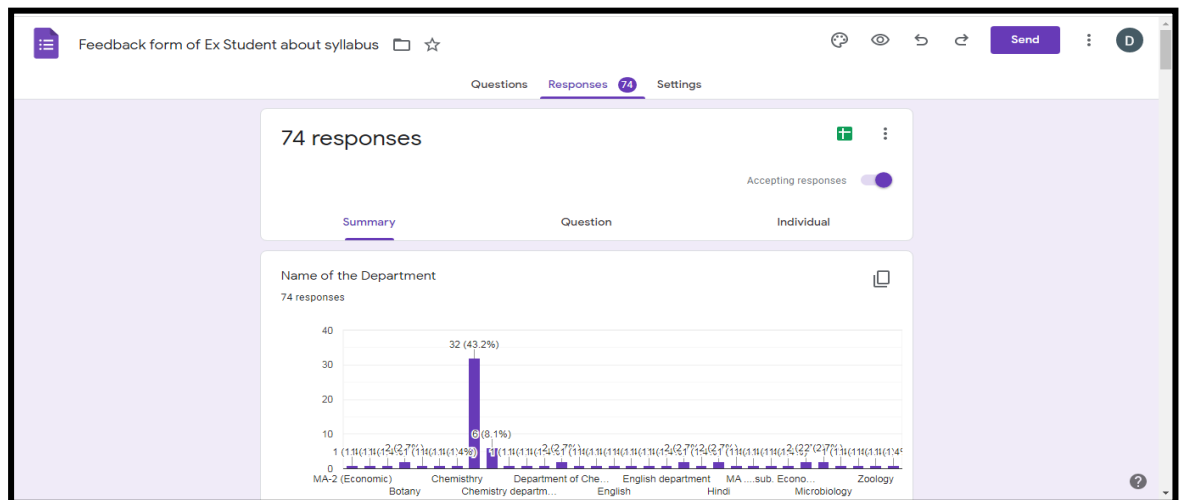 Feedback form of Ex Student about syllabus
Send
D
Questions Responses 74 Settings
74 responses
Accepting responses
Summary Question Individual
Name of the Department
74 responses
40
32 (43.2%)
30
20
10
6 (8.1%)
0
MA-2 (Economic) Chemisthry Department of Che... English department MA ....sub. Econo... Zoology
Botany Chemistry departm... English Hindi Microbiology